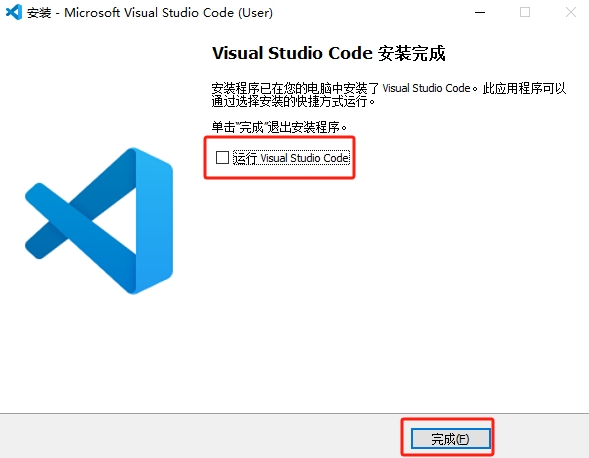 安装 - Microsoft Visual Studio Code (User)
Visual Studio Code 安装完成
安装程序已在您的电脑中安装了 Visual Studio Code。此应用程序可以
通过选择安装的快捷方式运行。
单击“完成”退出安装程序。
运行 Visual Studio Code
完成(F)